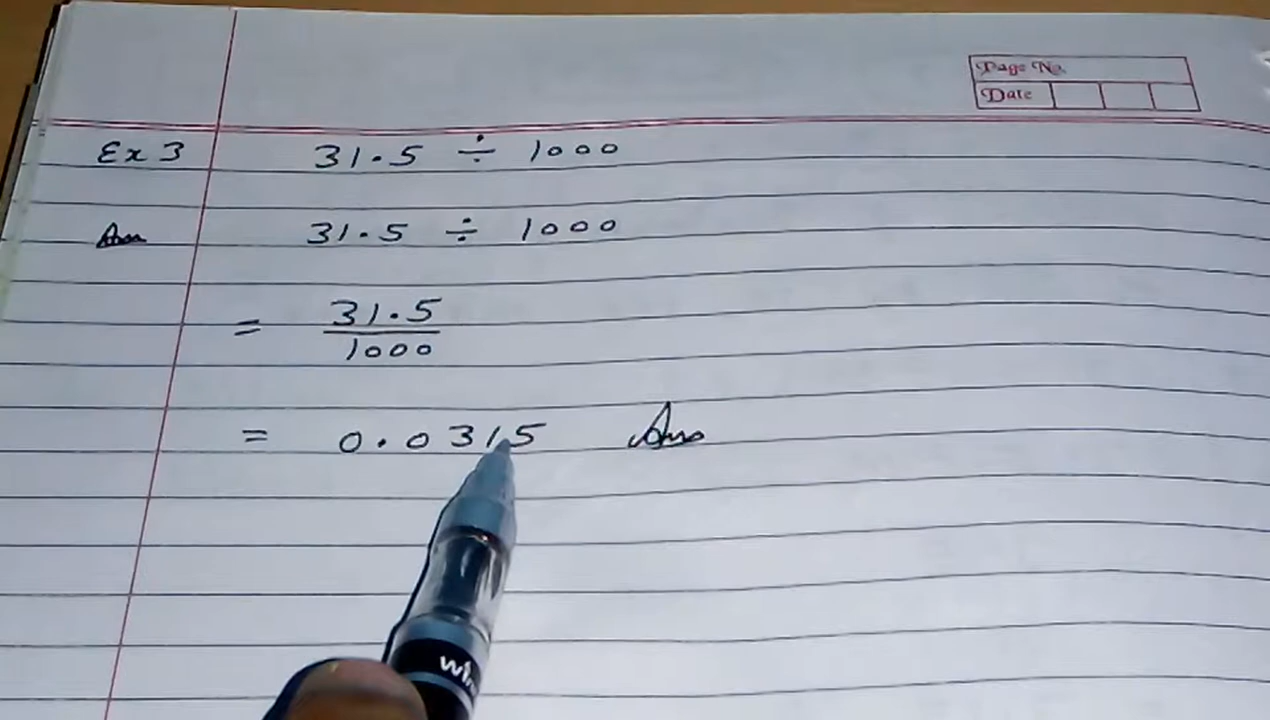 Page No.
Date
Ex 3 31.5 ÷ 1000
Ans 31.5 ÷ 1000
= 31.5
1000
= 0.0315 Ans